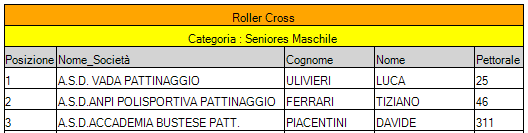 Roller Cross
Categoria : Seniores Maschile
Posizione Nome_Società Cognome Nome Pettorale
1 A.S.D. VADA PATTINAGGIO ULIVIERI LUCA 25
2 A.S.D.ANPI POLISPORTIVA PATTINAGGIO FERRARI TIZIANO 46
3 A.S.D.ACCADEMIA BUSTESE PATT. PIACENTINI DAVIDE 311